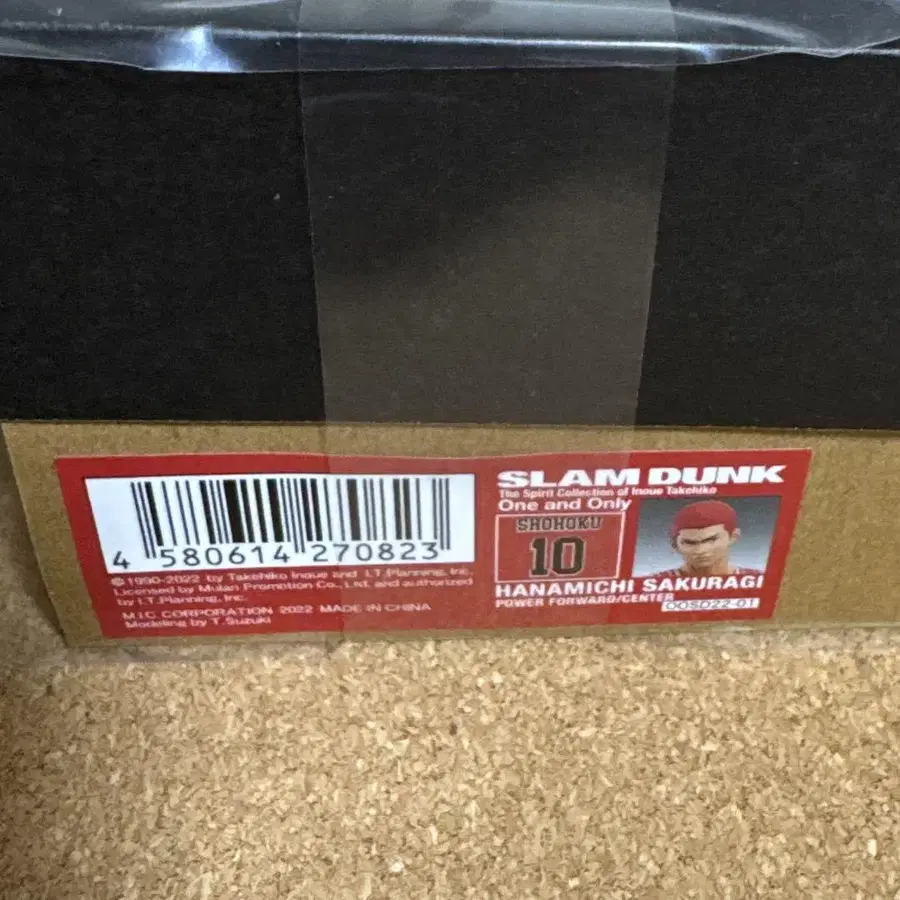 4 580614 270823
© 1990-2022 by Takehiko Inoue and I.T.Planning, Inc.
Licensed by Mulan Promotion Co., Ltd. and authorized
by I.T.Planning, Inc.
M.I.C. CORPORATION 2022 MADE IN CHINA
Modeling by T.Suzuki
SLAM DUNK
The Spirit Collection of Inoue Takehiko
One and Only
SHOHOKU
10
HANAMICHI SAKURAGI
POWER FORWARD/CENTER
OOSD22-01